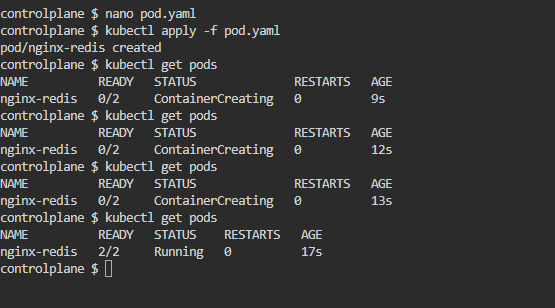 controlplane $ nano pod.yaml
controlplane $ kubectl apply -f pod.yaml
pod/nginx-redis created
controlplane $ kubectl get pods
NAME          READY   STATUS              RESTARTS   AGE
nginx-redis   0/2     ContainerCreating   0          9s
controlplane $ kubectl get pods
NAME          READY   STATUS              RESTARTS   AGE
nginx-redis   0/2     ContainerCreating   0          12s
controlplane $ kubectl get pods
NAME          READY   STATUS              RESTARTS   AGE
nginx-redis   0/2     ContainerCreating   0          13s
controlplane $ kubectl get pods
NAME          READY   STATUS    RESTARTS   AGE
nginx-redis   2/2     Running   0          17s
controlplane $